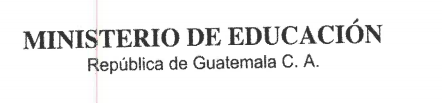 MINISTERIO DE EDUCACIÓN
República de Guatemala C. A.